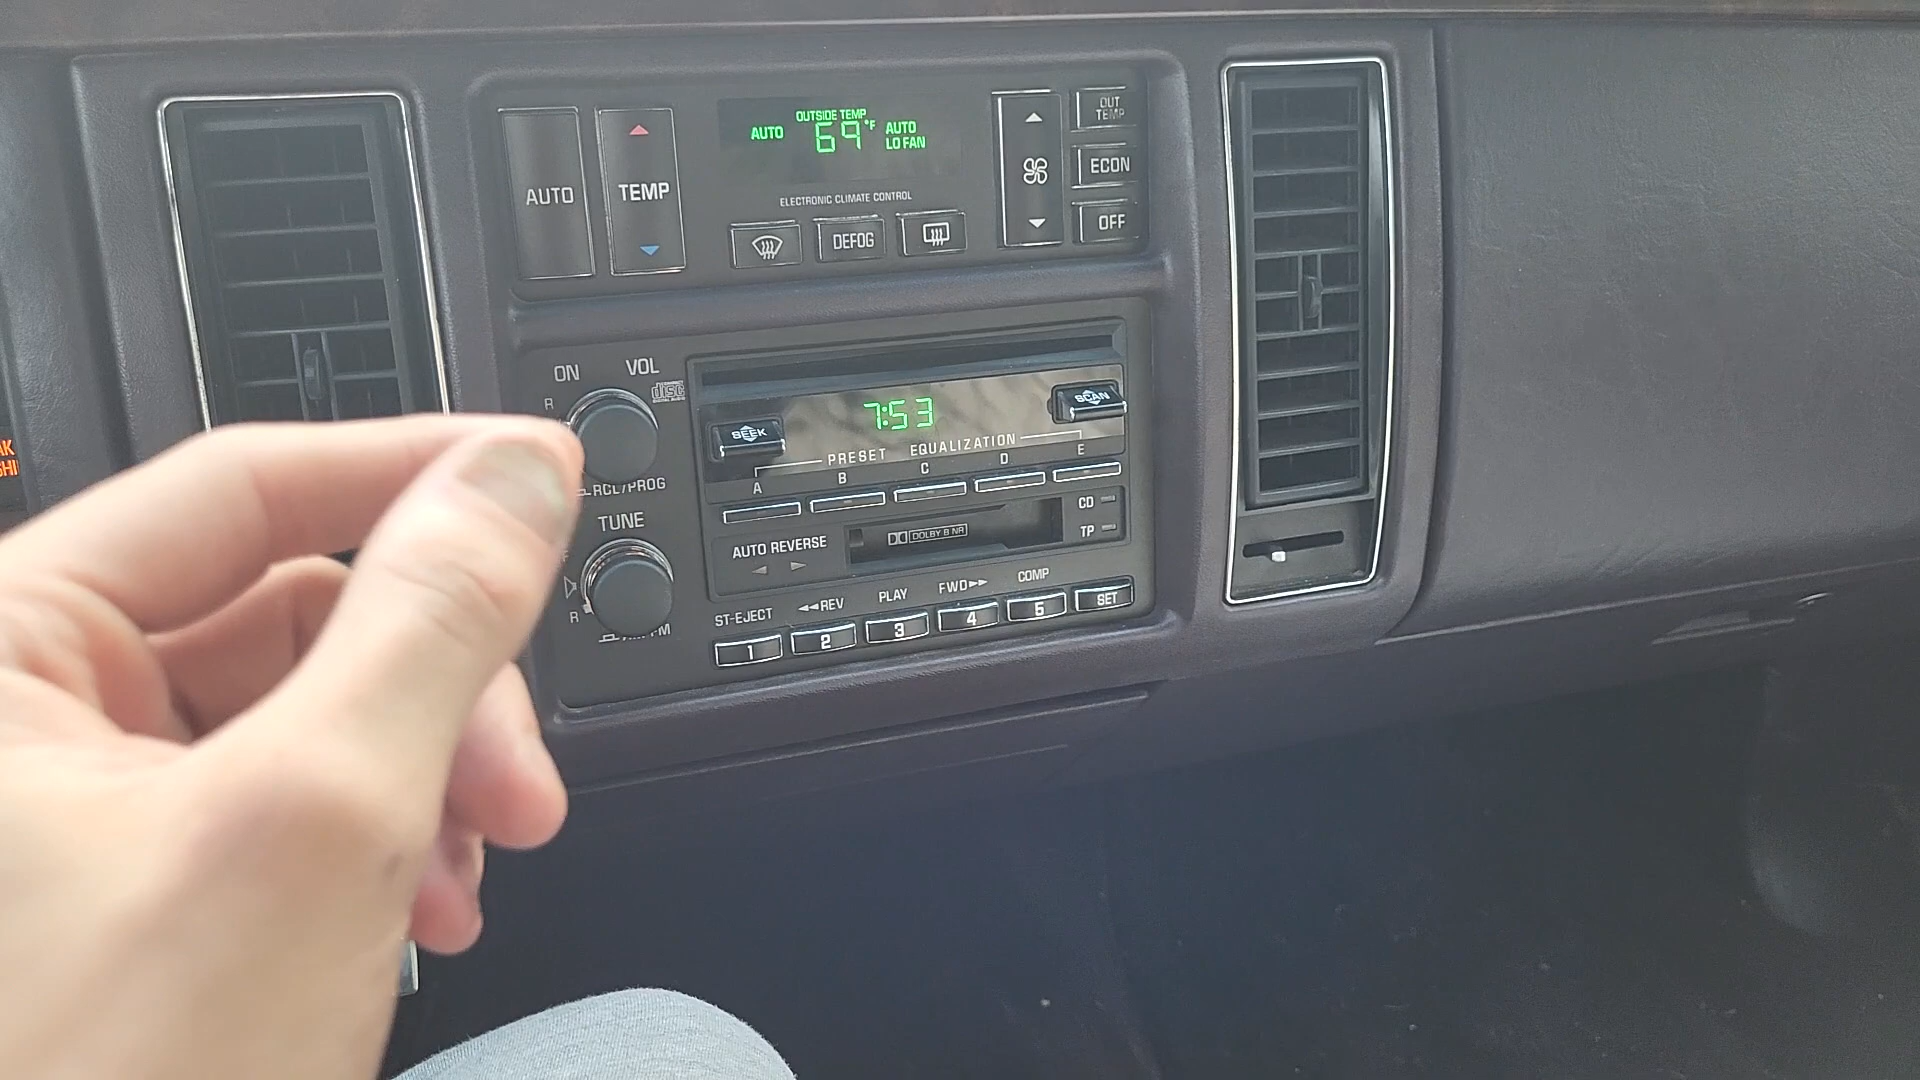 OUTSIDE TEMP
AUTO 69°F AUTO
LO FAN
AUTO
TEMP
ELECTRONIC CLIMATE CONTROL
DEFOG
OUT
TEMP
ECON
OFF
ON VOL
R
disc
SEEK
7:53
SCAN
PRESET EQUALIZATION
A B C D E
RCL/PROG
TUNE
CD
TP
DOLBY B NR
AUTO REVERSE
R
FM
ST-EJECT ◄◄REV PLAY FWD►► COMP
1 2 3 4 5 SET